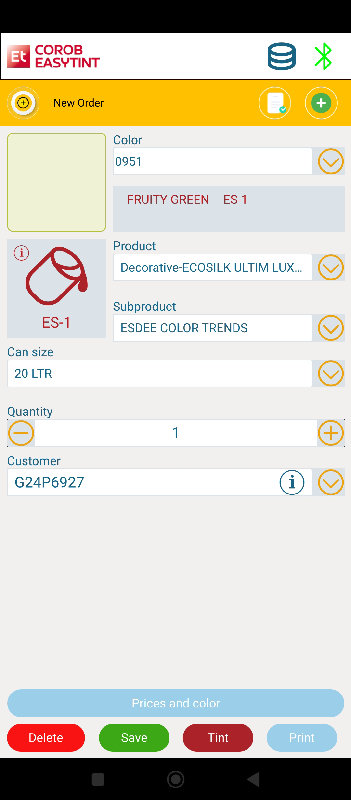 Et COROB
EASYTINT
New Order
Color
0951
FRUITY GREEN ES 1
ES-1
Product
Decorative-ECOSILK ULTIM LUX...
Subproduct
ESDEE COLOR TRENDS
Can size
20 LTR
Quantity
1
Customer
G24P6927
Prices and color
Delete Save Tint Print